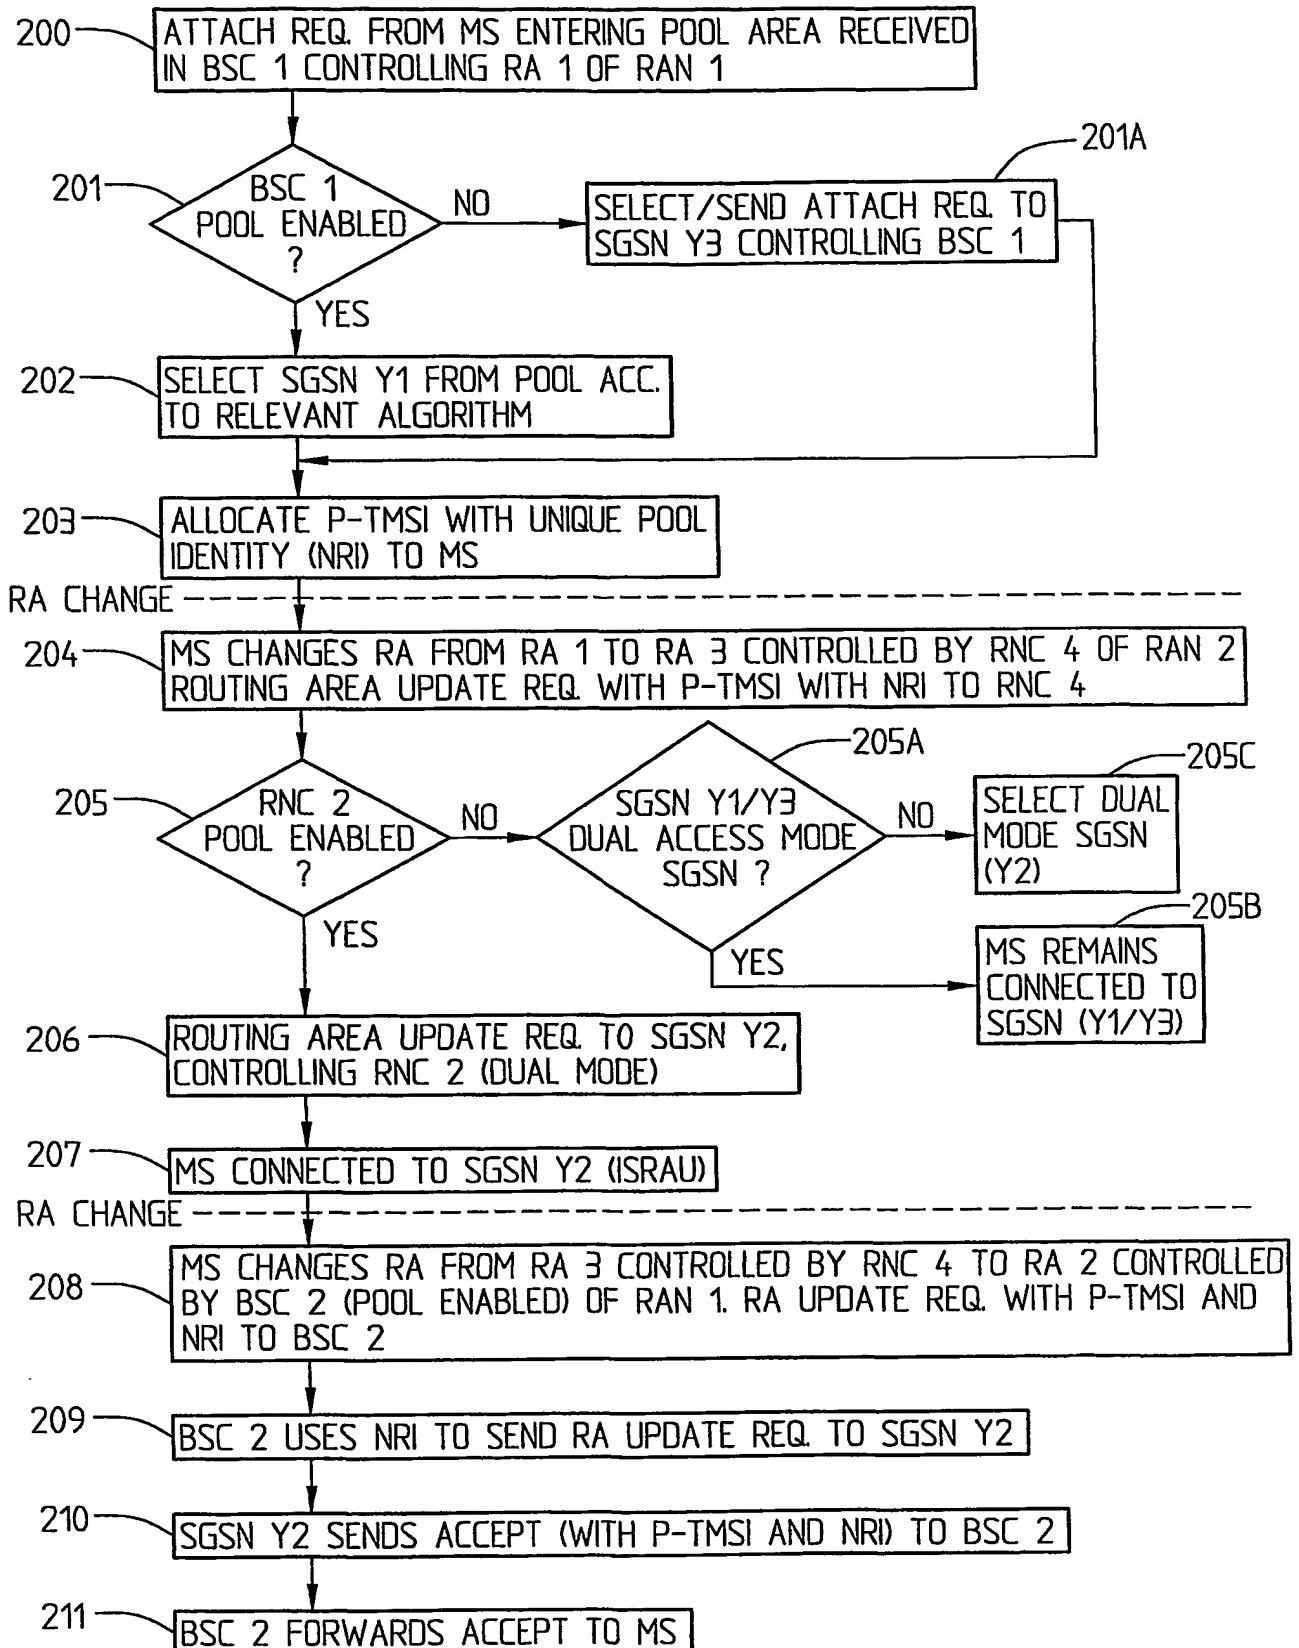 200
ATTACH REQ. FROM MS ENTERING POOL AREA RECEIVED
IN BSC 1 CONTROLLING RA 1 OF RAN 1
201
BSC 1
POOL ENABLED
?
NO
201A
SELECT/SEND ATTACH REQ. TO
SGSN Y3 CONTROLLING BSC 1
YES
202
SELECT SGSN Y1 FROM POOL ACC.
TO RELEVANT ALGORITHM
203
ALLOCATE P-TMSI WITH UNIQUE POOL
IDENTITY (NRI) TO MS
RA CHANGE
204
MS CHANGES RA FROM RA 1 TO RA 3 CONTROLLED BY RNC 4 OF RAN 2
ROUTING AREA UPDATE REQ. WITH P-TMSI WITH NRI TO RNC 4
205
RNC 2
POOL ENABLED
?
NO
205A
SGSN Y1/Y3
DUAL ACCESS MODE
SGSN ?
NO
205C
SELECT DUAL
MODE SGSN
(Y2)
YES
205B
MS REMAINS
CONNECTED TO
SGSN (Y1/Y3)
YES
206
ROUTING AREA UPDATE REQ. TO SGSN Y2,
CONTROLLING RNC 2 (DUAL MODE)
207
MS CONNECTED TO SGSN Y2 (ISRAU)
RA CHANGE
208
MS CHANGES RA FROM RA 3 CONTROLLED BY RNC 4 TO RA 2 CONTROLLED
BY BSC 2 (POOL ENABLED) OF RAN 1. RA UPDATE REQ. WITH P-TMSI AND
NRI TO BSC 2
209
BSC 2 USES NRI TO SEND RA UPDATE REQ. TO SGSN Y2
210
SGSN Y2 SENDS ACCEPT (WITH P-TMSI AND NRI) TO BSC 2
211
BSC 2 FORWARDS ACCEPT TO MS